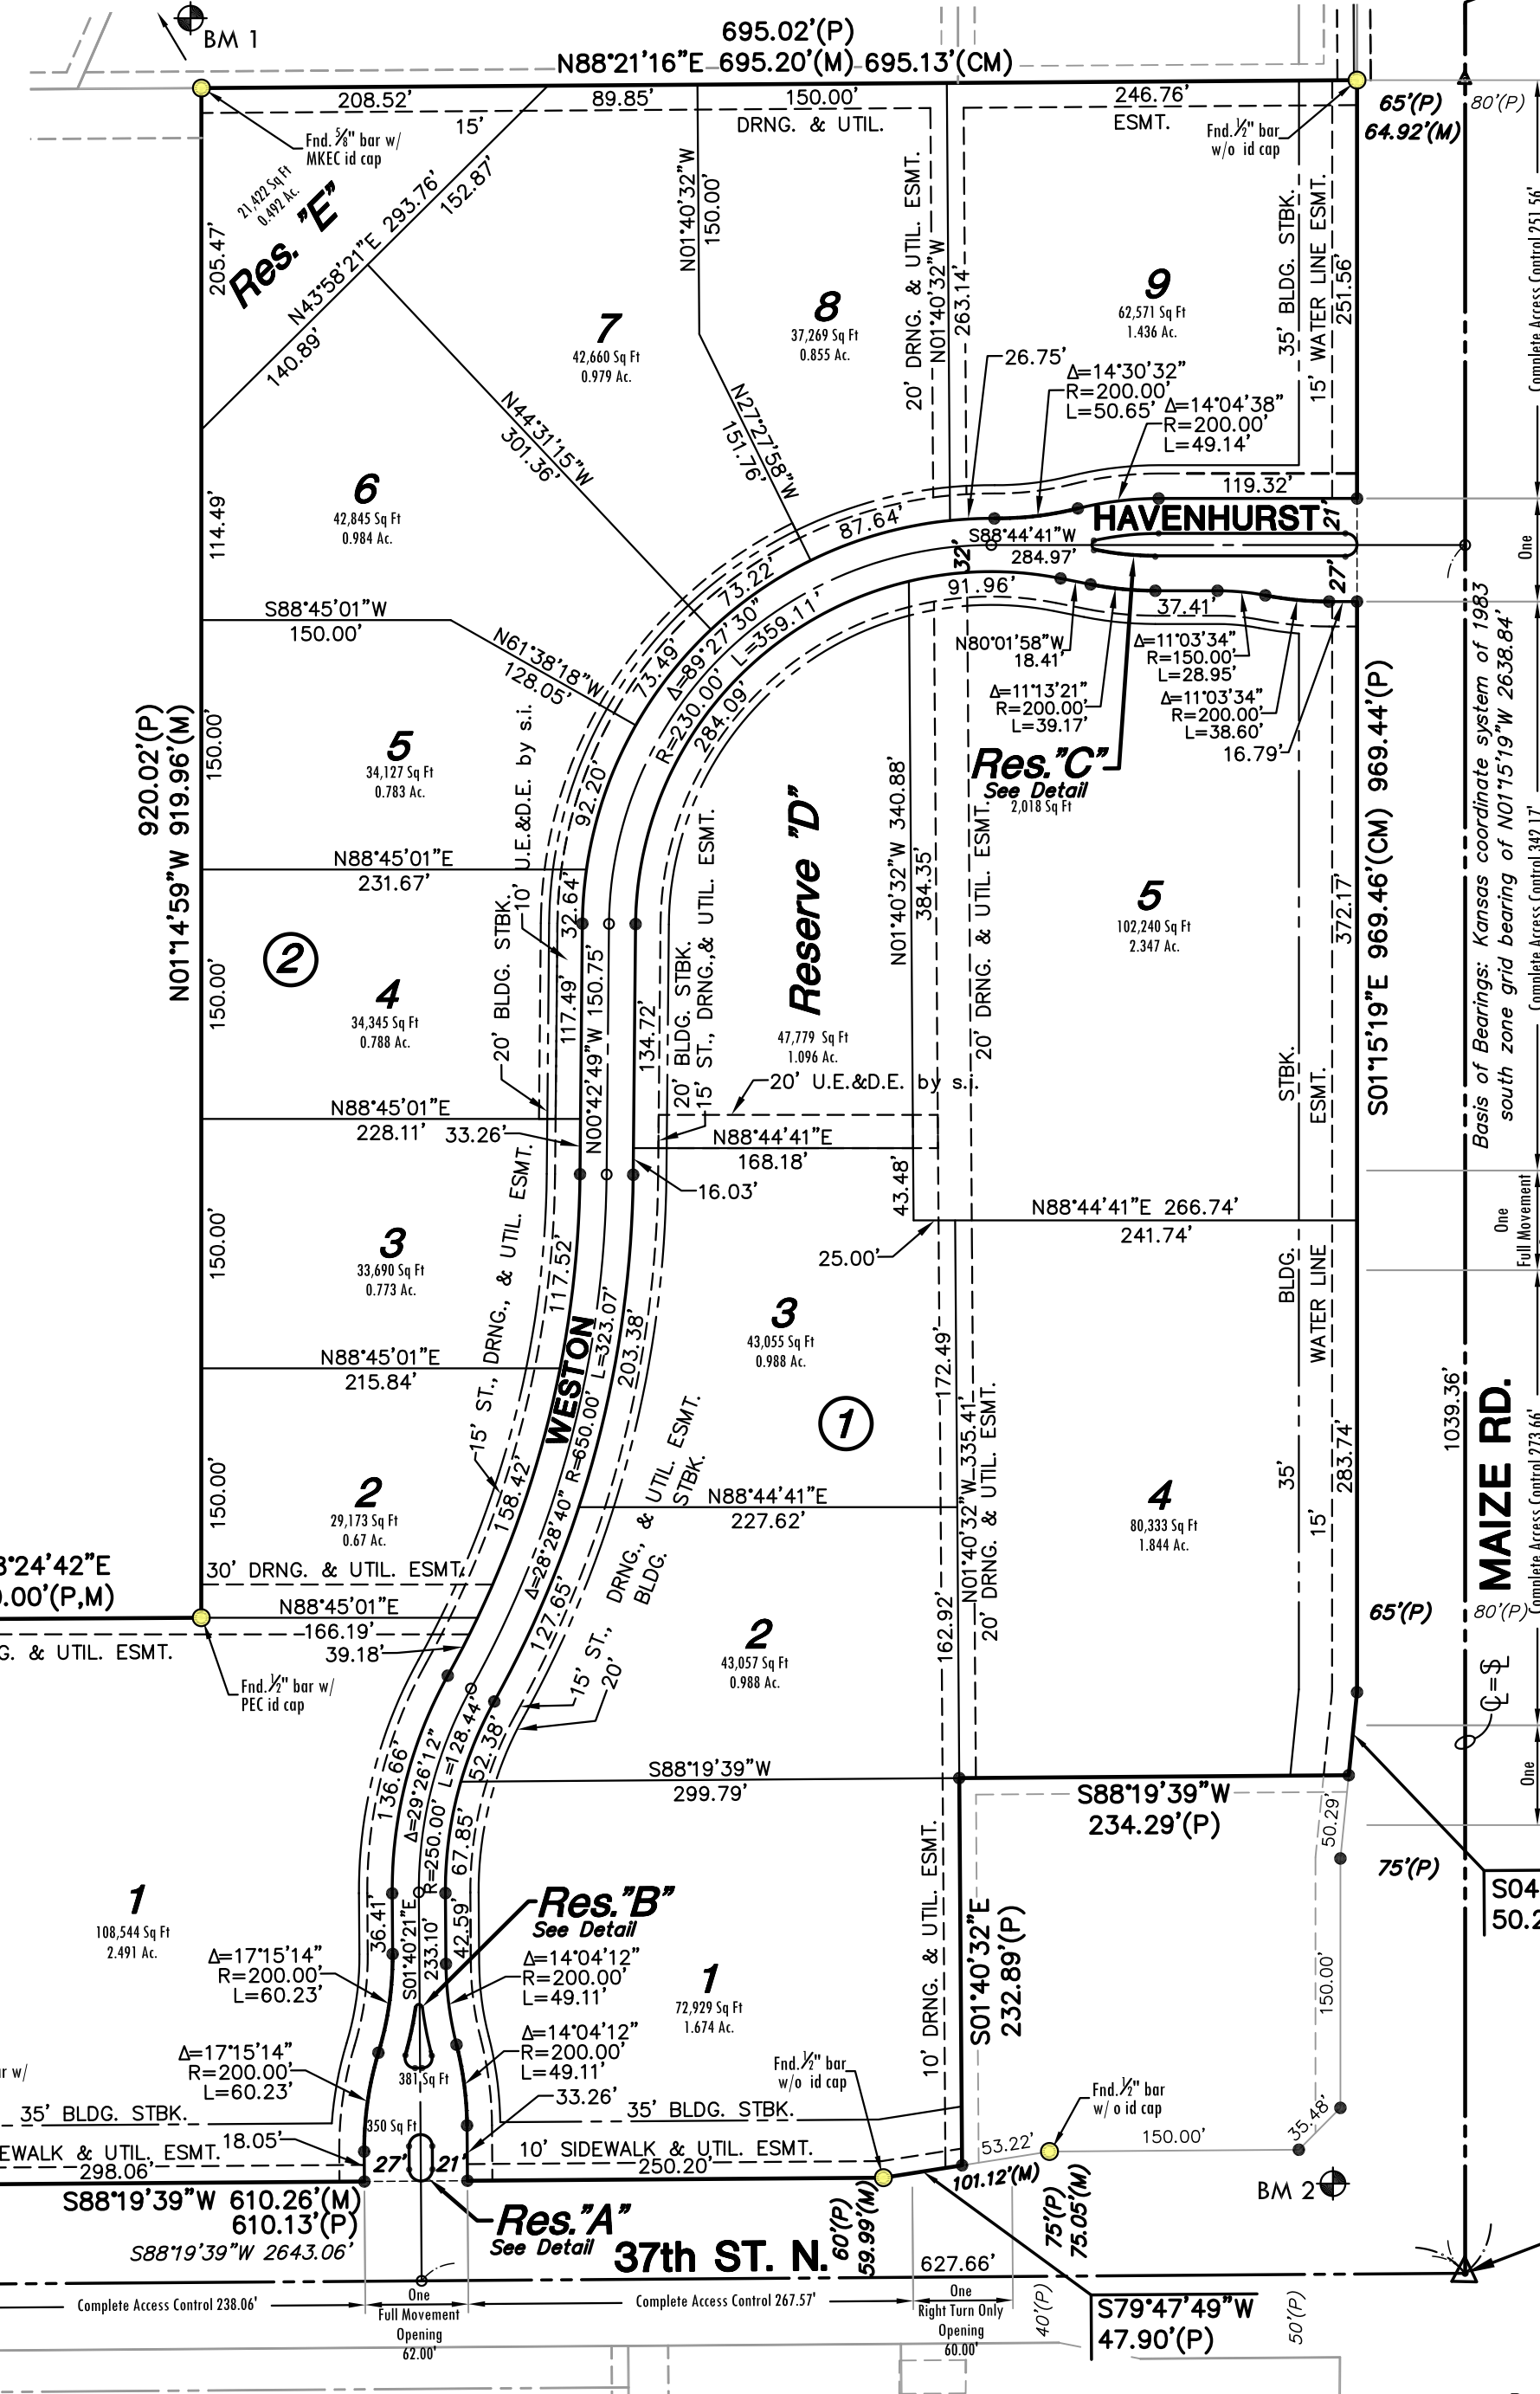 BM 1
695.02'(P)
N88°21'16"E 695.20'(M) 695.13'(CM)
208.52'
89.85'
150.00'
246.76'
15'
DRNG. & UTIL.
ESMT.
65'(P)
80'(P)
64.92'(M)
Fnd. 5/8" bar w/
MKEC id cap
Fnd. 1/2" bar
w/o id cap
21,422 Sq Ft
0.492 Ac.
Res. "E"
205.47'
N43°58'21"E 293.76'
152.87'
140.89'
N01°40'32"W
150.00'
20' DRNG. & UTIL. ESMT.
N01°40'32"W
263.14'
35' BLDG. STBK.
15' WATER LINE ESMT.
251.56'
Complete Access Control 251.56'
7
42,660 Sq Ft
0.979 Ac.
8
37,269 Sq Ft
0.855 Ac.
9
62,571 Sq Ft
1.436 Ac.
26.75'
Δ=14°30'32"
R=200.00'
L=50.65'
Δ=14°04'38"
R=200.00'
L=49.14'
N44°31'15"W
301.36'
N27°27'58"W
151.76'
6
42,845 Sq Ft
0.984 Ac.
114.49'
119.32'
87.64'
HAVENHURST
21'
S88°44'41"W
284.97'
32'
27'
One
91.96'
37.41'
73.22'
Δ=89°27'30"
R=230.00' L=359.11'
73.49'
284.09'
S88°45'01"W
150.00'
N61°38'18"W
128.05'
N80°01'58"W
18.41'
Δ=11°03'34"
R=150.00'
L=28.95'
Δ=11°13'21"
R=200.00'
L=39.17'
Δ=11°03'34"
R=200.00'
L=38.60'
16.79'
Res."C"
See Detail
2,018 Sq Ft
920.02'(P)
N01°14'59"W 919.96'(M)
150.00'
5
34,127 Sq Ft
0.783 Ac.
92.20'
10' U.E.&D.E. by s.i.
Reserve "D"
47,779 Sq Ft
1.096 Ac.
N01°40'32"W 340.88'
384.35'
20' DRNG. & UTIL. ESMT.
5
102,240 Sq Ft
2.347 Ac.
372.17'
S01°15'19"E 969.46'(CM) 969.44'(P)
Basis of Bearings: Kansas coordinate system of 1983
south zone grid bearing of N01°15'19"W 2638.84'
Complete Access Control 342.17'
N88°45'01"E
231.67'
32.64'
20' BLDG. STBK.
2
150.00'
4
34,345 Sq Ft
0.788 Ac.
117.49'
N00°42'49"W 150.75'
134.72'
20' BLDG. STBK.
15' ST., DRNG.,& UTIL. ESMT.
20' U.E.&D.E. by s.i.
STBK.
ESMT.
N88°45'01"E
228.11'
33.26'
N88°44'41"E
168.18'
16.03'
43.48'
N88°44'41"E 266.74'
241.74'
25.00'
One
Full Movement
150.00'
3
33,690 Sq Ft
0.773 Ac.
15' ST., DRNG., & UTIL. ESMT.
117.52'
WESTON
Δ=28°28'40" R=650.00' L=323.07'
203.38'
3
43,055 Sq Ft
0.988 Ac.
172.49'
BLDG.
WATER LINE
N88°45'01"E
215.84'
1
N01°40'32"W 335.41'
20' DRNG. & UTIL. ESMT.
283.74'
1039.36'
MAIZE RD.
Complete Access Control 273.66'
150.00'
2
29,173 Sq Ft
0.67 Ac.
158.42'
N88°44'41"E
227.62'
4
80,333 Sq Ft
1.844 Ac.
35'
15'
8°24'42"E
0.00'(P,M)
30' DRNG. & UTIL. ESMT.
N88°45'01"E
166.19'
39.18'
G. & UTIL. ESMT.
127.65'
15' ST., DRNG., & UTIL. ESMT.
20' BLDG. STBK.
2
43,057 Sq Ft
0.988 Ac.
162.92'
65'(P)
80'(P)
Fnd. 1/2" bar w/
PEC id cap
136.66'
Δ=29°26'12"
R=250.00' L=128.44'
52.38'
S88°19'39"W
299.79'
S88°19'39"W
234.29'(P)
50.29'
One
67.85'
75'(P)
S04
50.2
1
108,544 Sq Ft
2.491 Ac.
36.41'
S01°40'21"E
233.10'
42.59'
Res."B"
See Detail
10' DRNG. & UTIL. ESMT.
S01°40'32"E
232.89'(P)
150.00'
Δ=17°15'14"
R=200.00'
L=60.23'
Δ=14°04'12"
R=200.00'
L=49.11'
1
72,929 Sq Ft
1.674 Ac.
Δ=17°15'14"
R=200.00'
L=60.23'
381 Sq Ft
Δ=14°04'12"
R=200.00'
L=49.11'
33.26'
r w/
Fnd. 1/2" bar
w/o id cap
Fnd. 1/2" bar
w/ o id cap
35' BLDG. STBK.
350 Sq Ft
35' BLDG. STBK.
35.48'
EWALK & UTIL. ESMT.
18.05'
27'
21'
10' SIDEWALK & UTIL. ESMT.
53.22'
150.00'
298.06'
250.20'
101.12'(M)
S88°19'39"W 610.26'(M)
610.13'(P)
S88°19'39"W 2643.06'
Res."A"
See Detail
37th ST. N.
60'(P)
59.99'(M)
75'(P)
75.05'(M)
BM 2
627.66'
Complete Access Control 238.06'
One
Full Movement
Opening
62.00'
Complete Access Control 267.57'
One
Right Turn Only
Opening
60.00'
40'(P)
S79°47'49"W
47.90'(P)
50'(P)